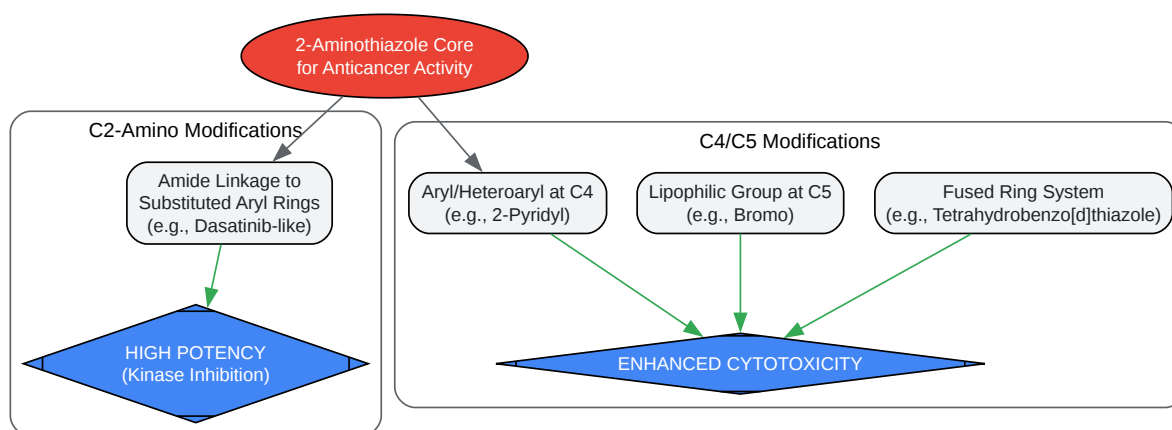 2-Aminothiazole Core
for Anticancer Activity
C2-Amino Modifications
Amide Linkage to
Substituted Aryl Rings
(e.g., Dasatinib-like)
HIGH POTENCY
(Kinase Inhibition)
C4/C5 Modifications
Aryl/Heteroaryl at C4
(e.g., 2-Pyridyl)
Lipophilic Group at C5
(e.g., Bromo)
Fused Ring System
(e.g., Tetrahydrobenzo[d]thiazole)
ENHANCED CYTOTOXICITY